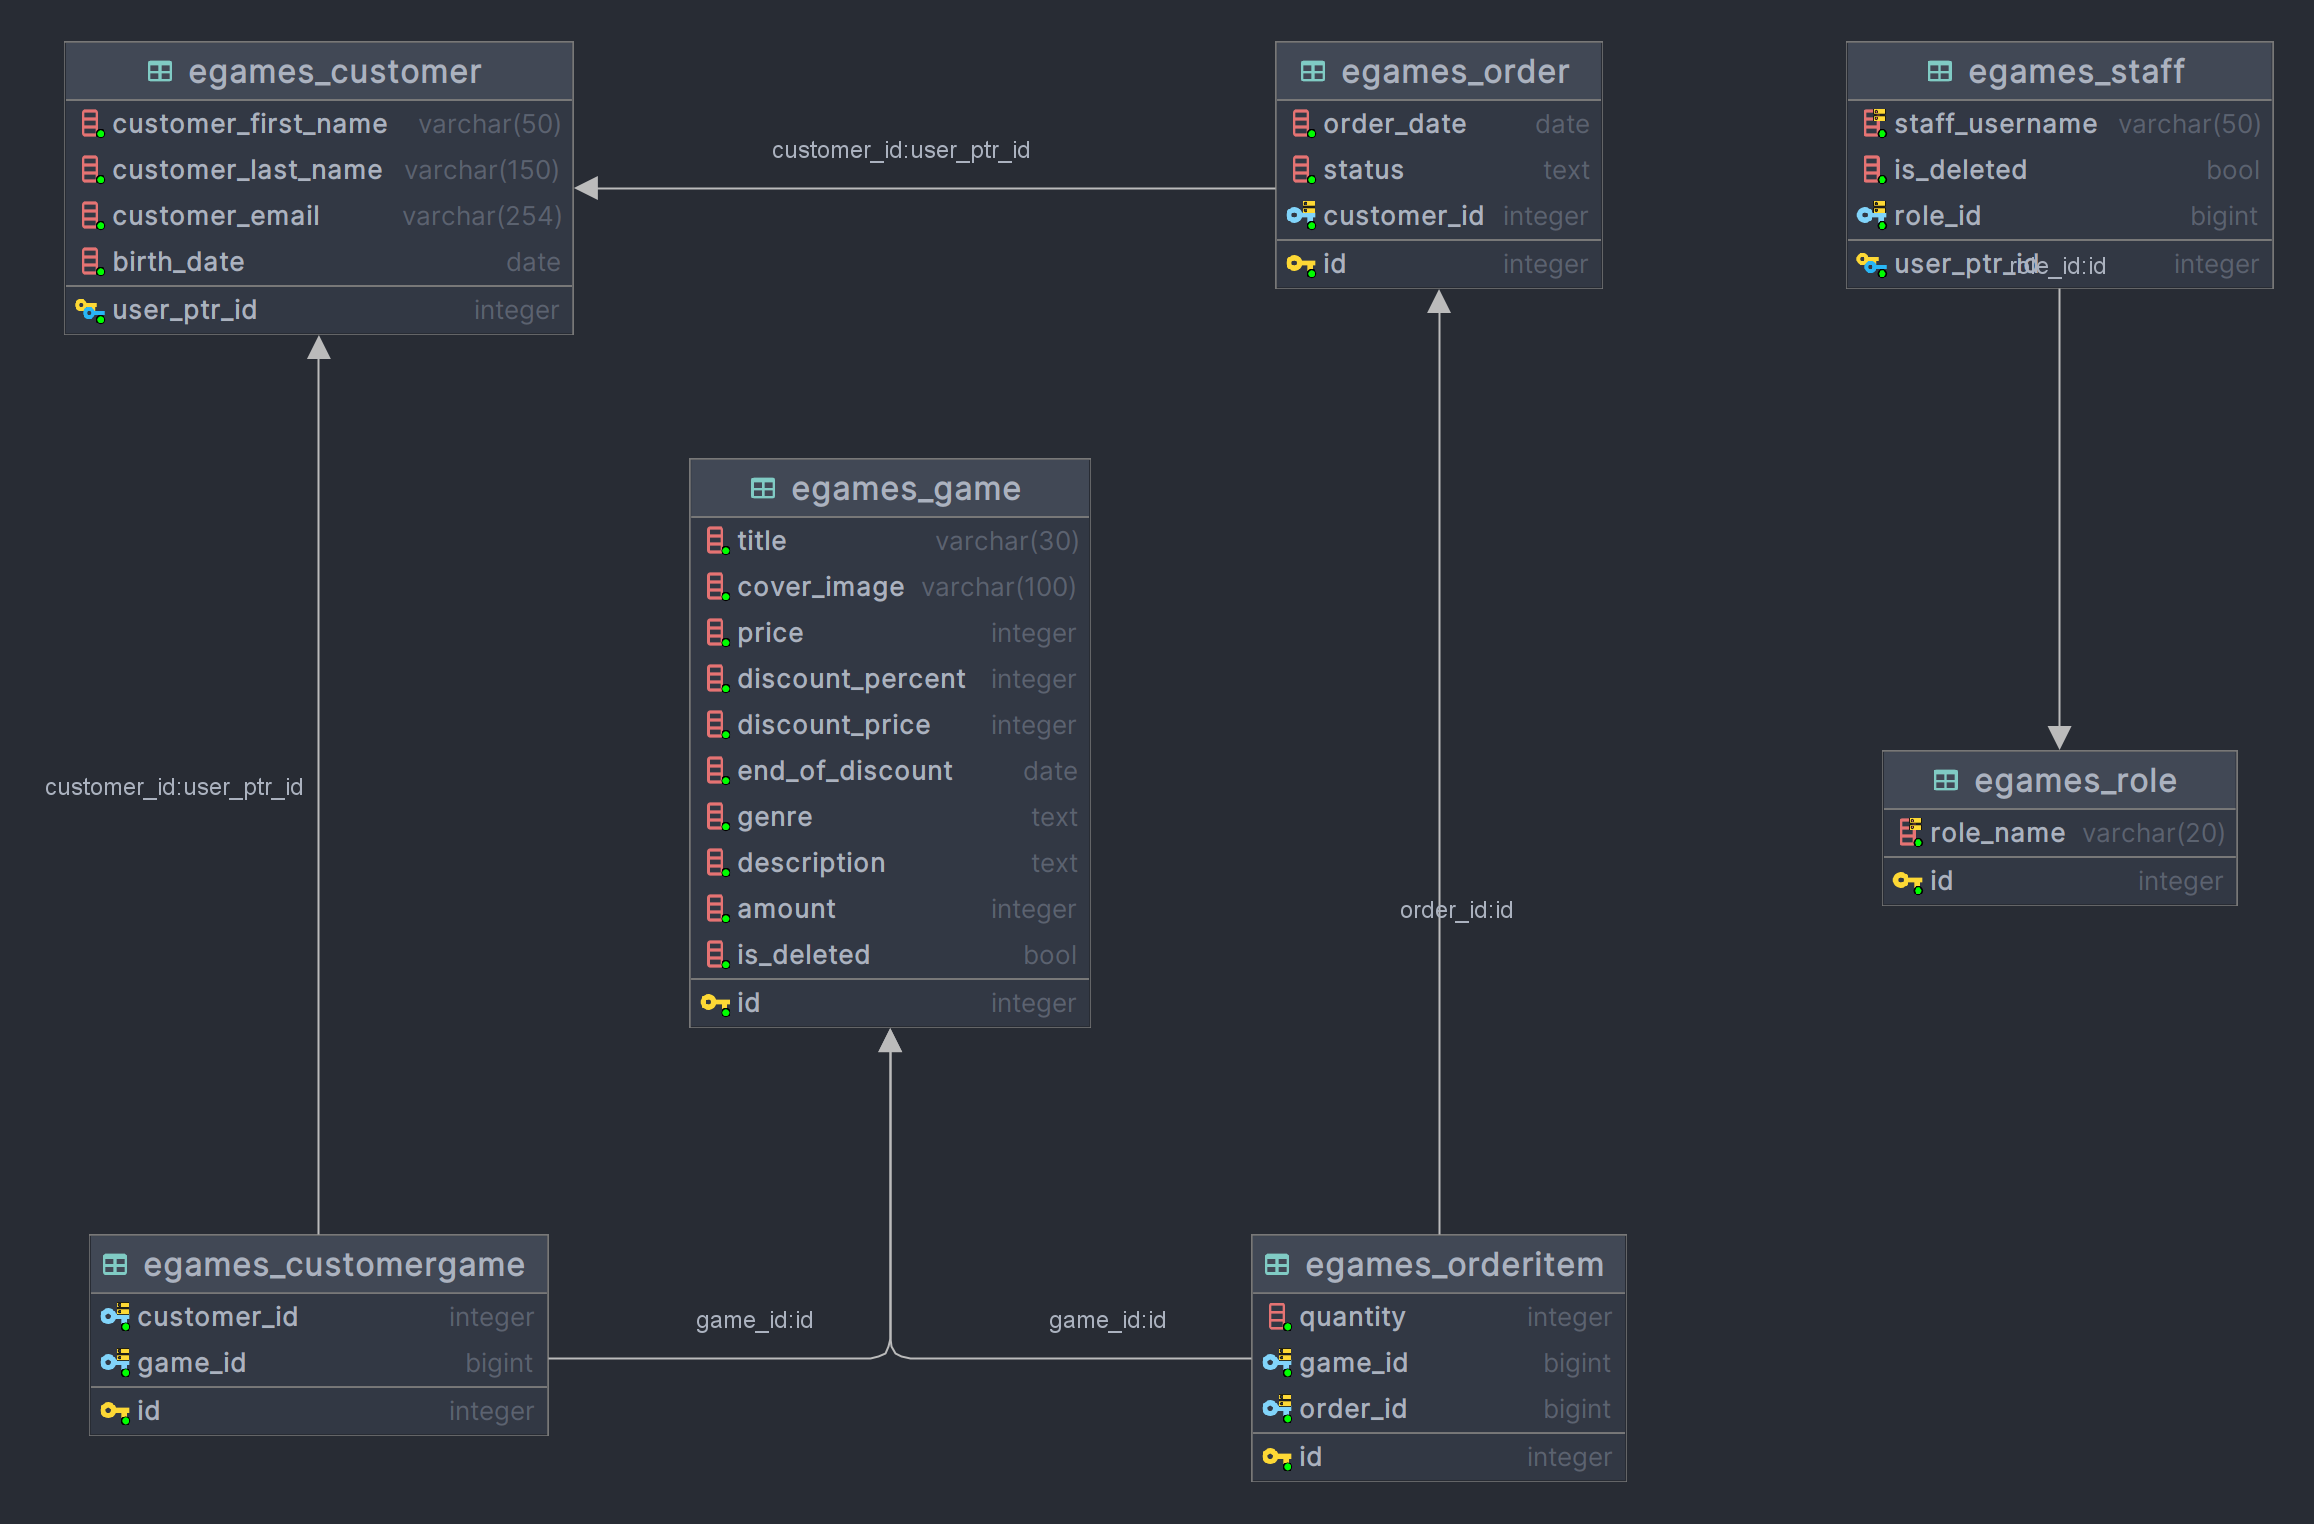 egames_customer
customer_first_name varchar(50)
customer_last_name varchar(150)
customer_email varchar(254)
birth_date date
user_ptr_id integer
customer_id:user_ptr_id
egames_order
order_date date
status text
customer_id integer
id integer
egames_staff
staff_username varchar(50)
is_deleted bool
role_id bigint
user_ptr_id integer
role_id:id
egames_game
title varchar(30)
cover_image varchar(100)
price integer
discount_percent integer
discount_price integer
end_of_discount date
genre text
description text
amount integer
is_deleted bool
id integer
customer_id:user_ptr_id
order_id:id
egames_role
role_name varchar(20)
id integer
egames_customergame
customer_id integer
game_id bigint
id integer
game_id:id
game_id:id
egames_orderitem
quantity integer
game_id bigint
order_id bigint
id integer